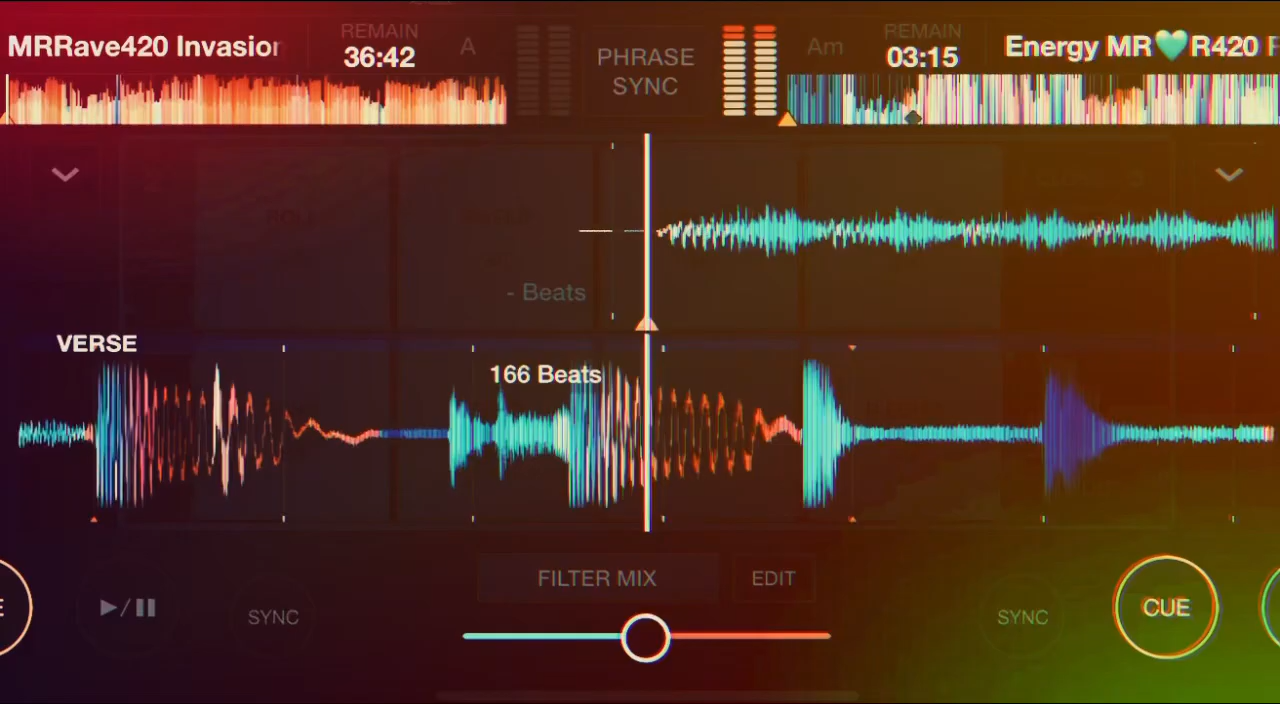 MRRave420 Invasion
REMAIN
36:42
A
PHRASE
SYNC
Am
REMAIN
03:15
Energy MR💚R420
- Beats
VERSE
166 Beats
FILTER MIX
EDIT
SYNC
SYNC
CUE